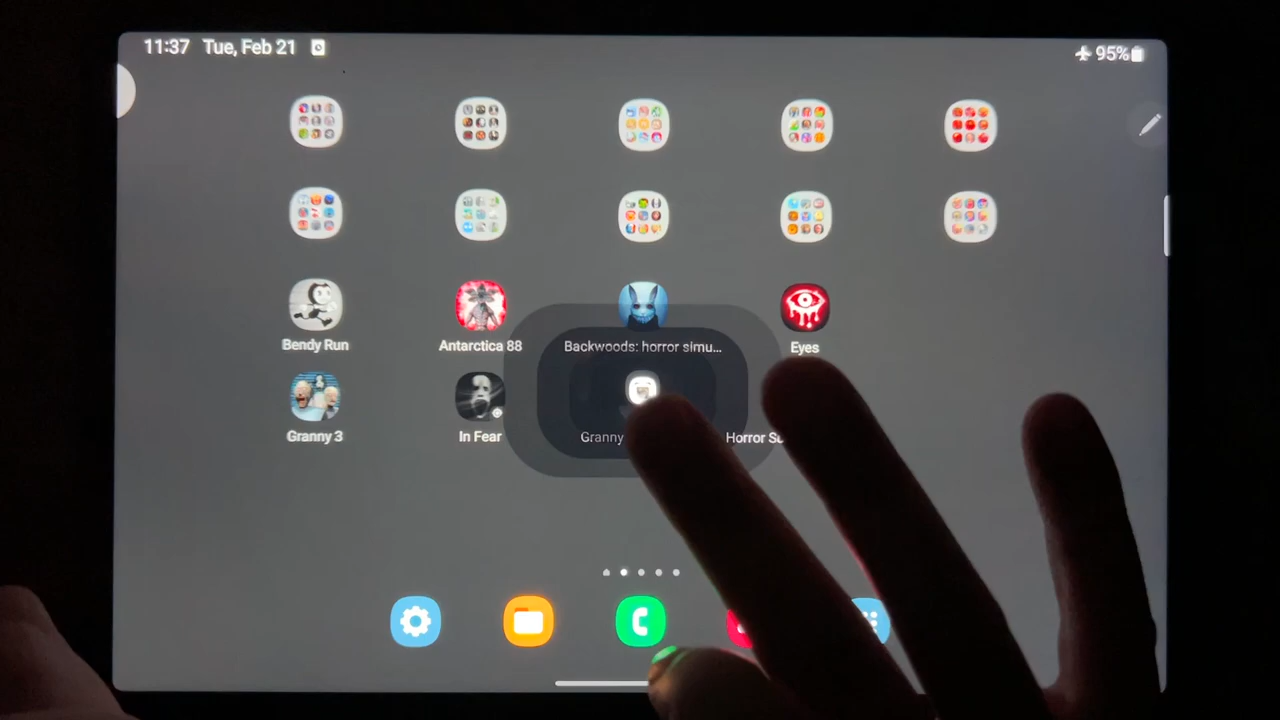 11:37 Tue, Feb 21
95%
Bendy Run
Antarctica 88
Backwoods: horror simu...
Eyes
Granny 3
In Fear
Granny
Horror